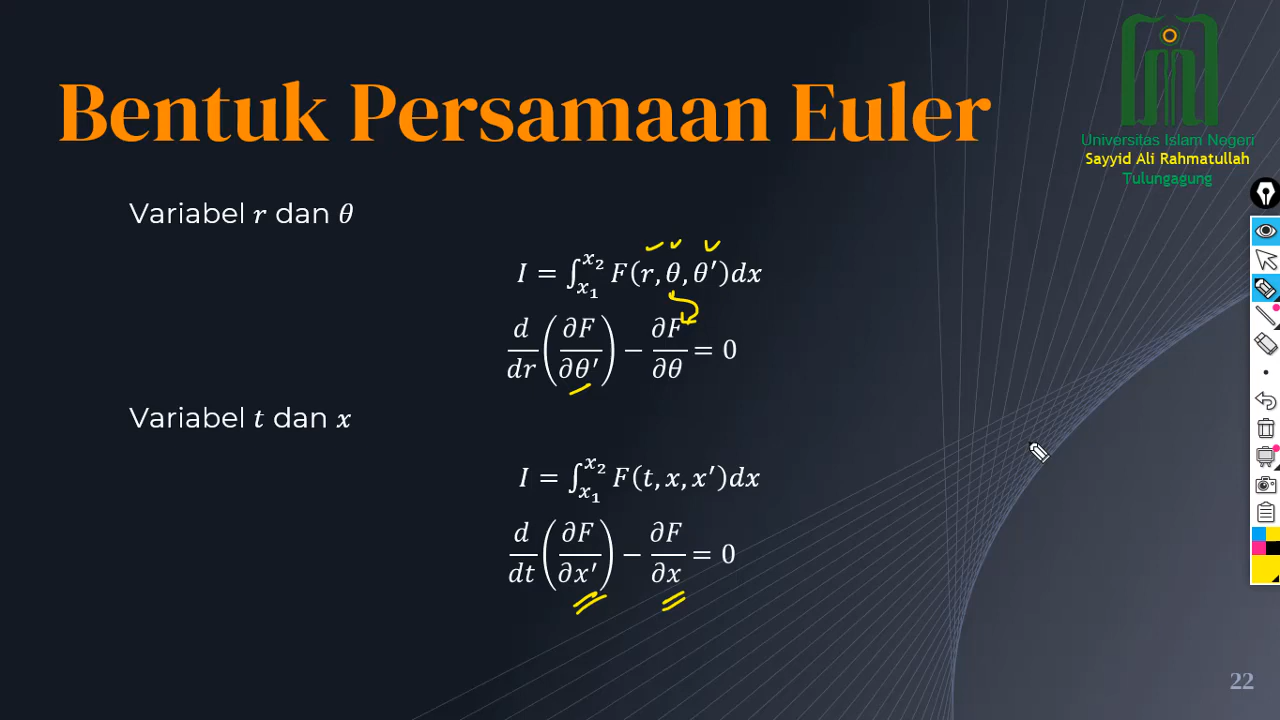 Bentuk Persamaan Euler
Universitas Islam Negeri
Sayyid Ali Rahmatullah
Tulungagung
Variabel r dan θ
I = ∫_{x₁}^{x₂} F(r, θ, θ′)dx
d/dr (∂F/∂θ′) − ∂F/∂θ = 0
Variabel t dan x
I = ∫_{x₁}^{x₂} F(t, x, x′)dx
d/dt (∂F/∂x′) − ∂F/∂x = 0
22